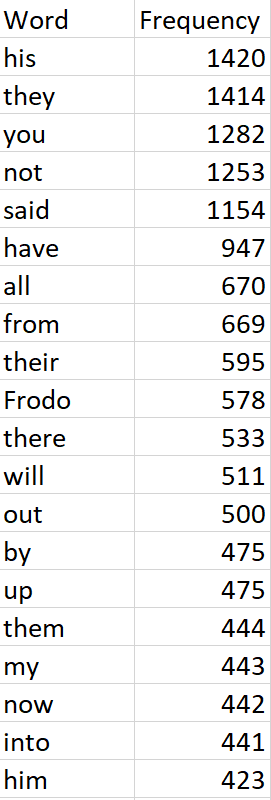 Word Frequency
his 1420
they 1414
you 1282
not 1253
said 1154
have 947
all 670
from 669
their 595
Frodo 578
there 533
will 511
out 500
by 475
up 475
them 444
my 443
now 442
into 441
him 423